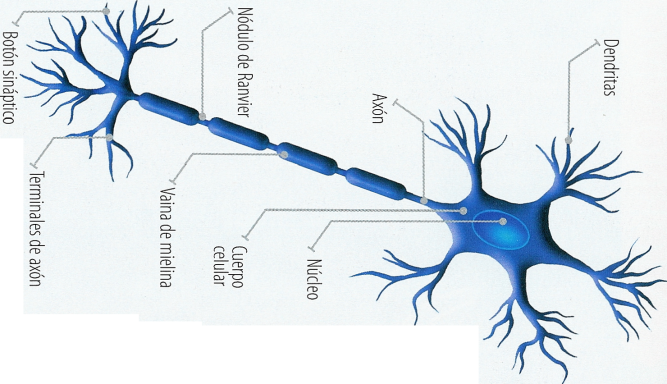 Dendritas
Axón
Nódulo de Ranvier
Botón sináptico
Núcleo
Cuerpo
celular
Vaina de mielina
Terminales de axón